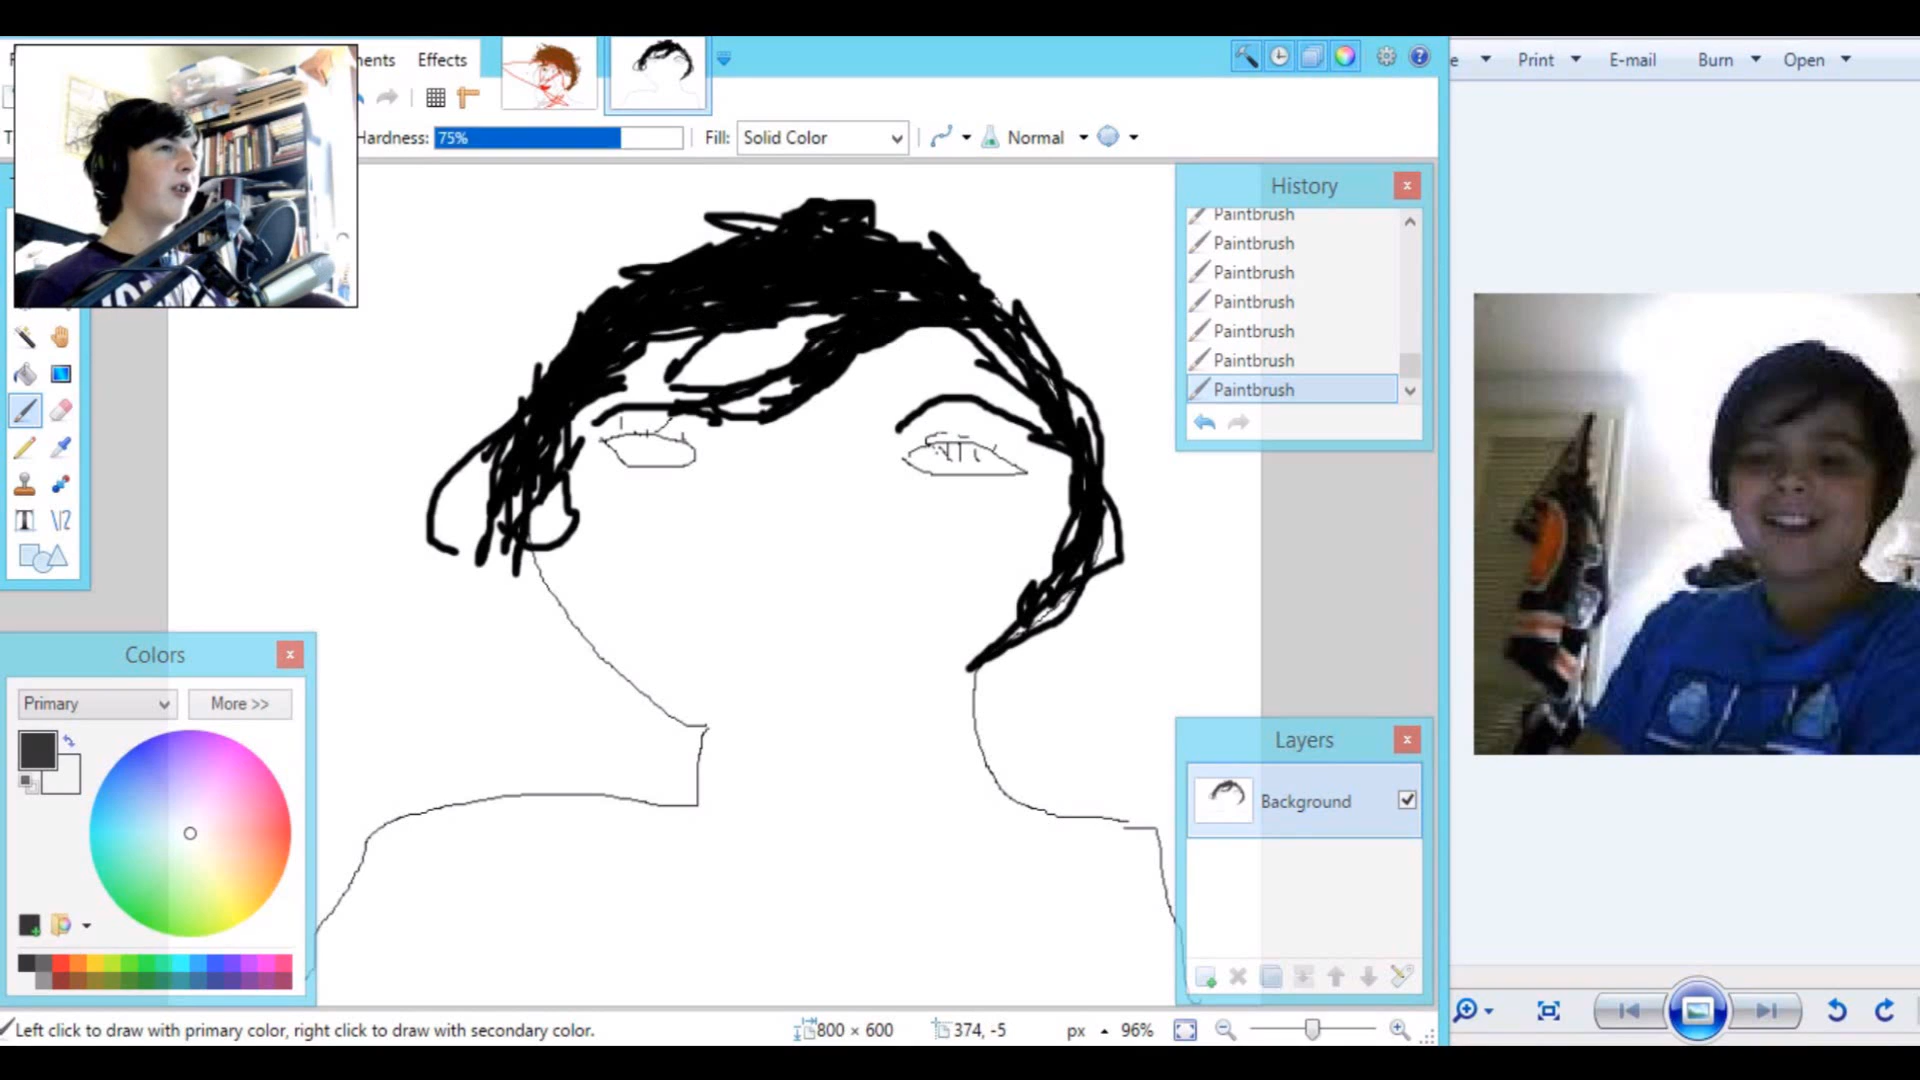 ents Effects
Print E-mail Burn Open
Hardness: 75% Fill: Solid Color Normal
History
Paintbrush
Paintbrush
Paintbrush
Paintbrush
Paintbrush
Paintbrush
Paintbrush
Colors
Primary More >>
Layers
Background
Left click to draw with primary color, right click to draw with secondary color. 800 × 600 374, -5 px 96%